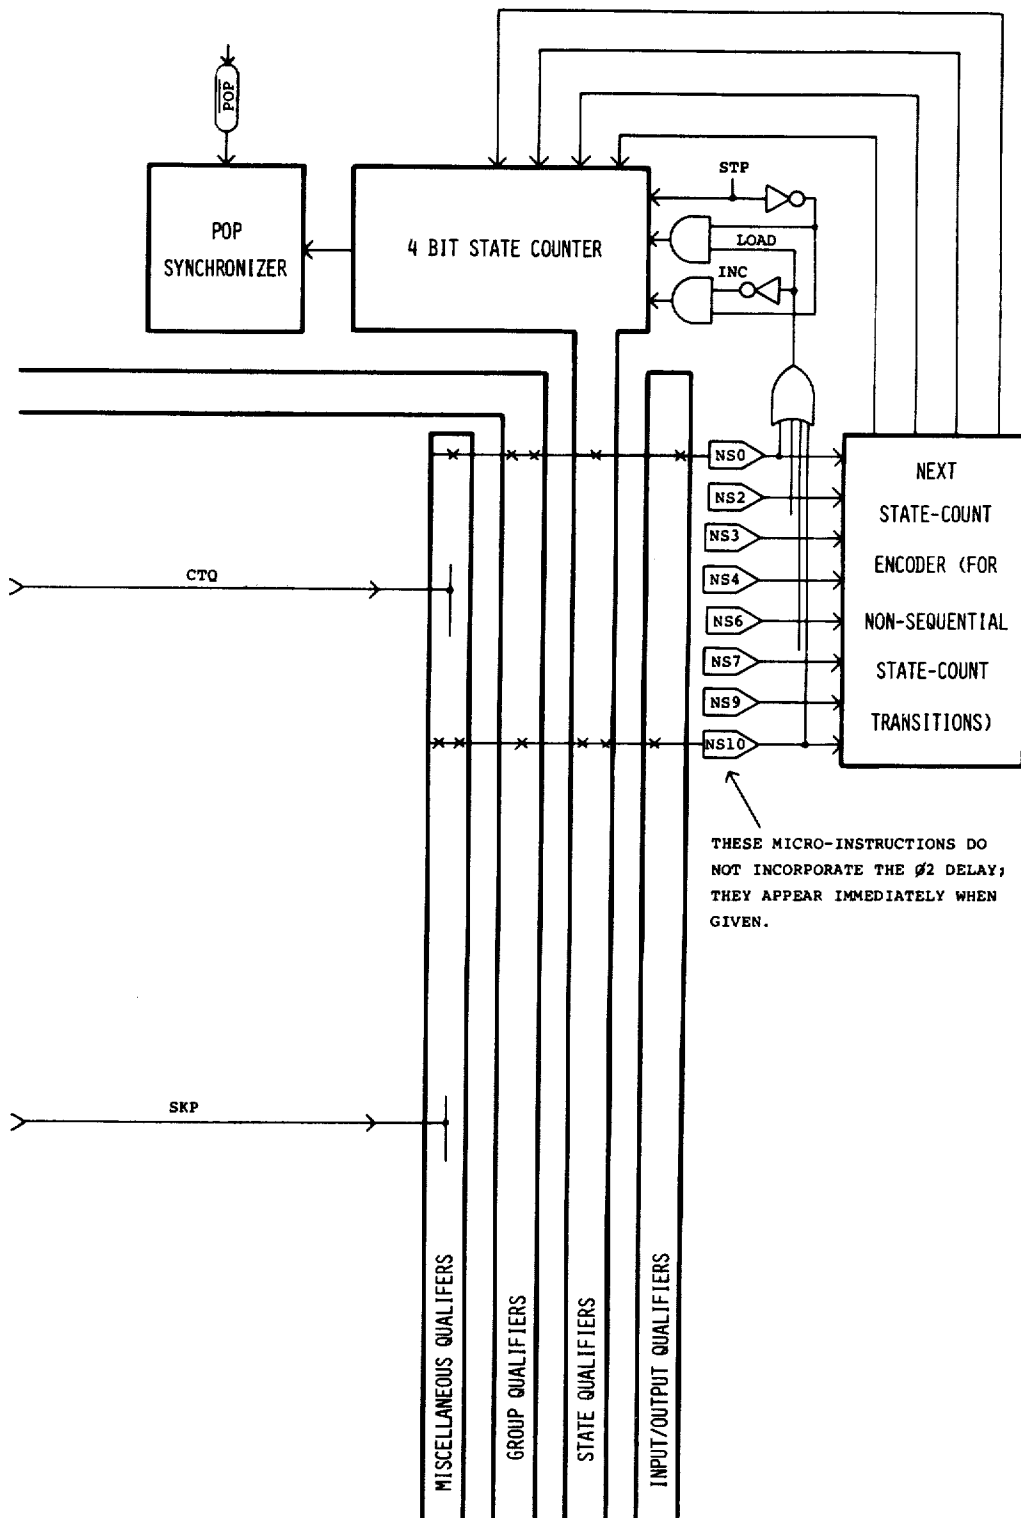 POP
STP
POP
SYNCHRONIZER
4 BIT STATE COUNTER
LOAD
INC
NS0
NS2
NS3
NS4
NS6
NS7
NS9
NS10
NEXT
STATE-COUNT
ENCODER (FOR
NON-SEQUENTIAL
STATE-COUNT
TRANSITIONS)
CTQ
THESE MICRO-INSTRUCTIONS DO
NOT INCORPORATE THE Ø2 DELAY;
THEY APPEAR IMMEDIATELY WHEN
GIVEN.
SKP
MISCELLANEOUS QUALIFERS
GROUP QUALIFIERS
STATE QUALIFIERS
INPUT/OUTPUT QUALIFIERS